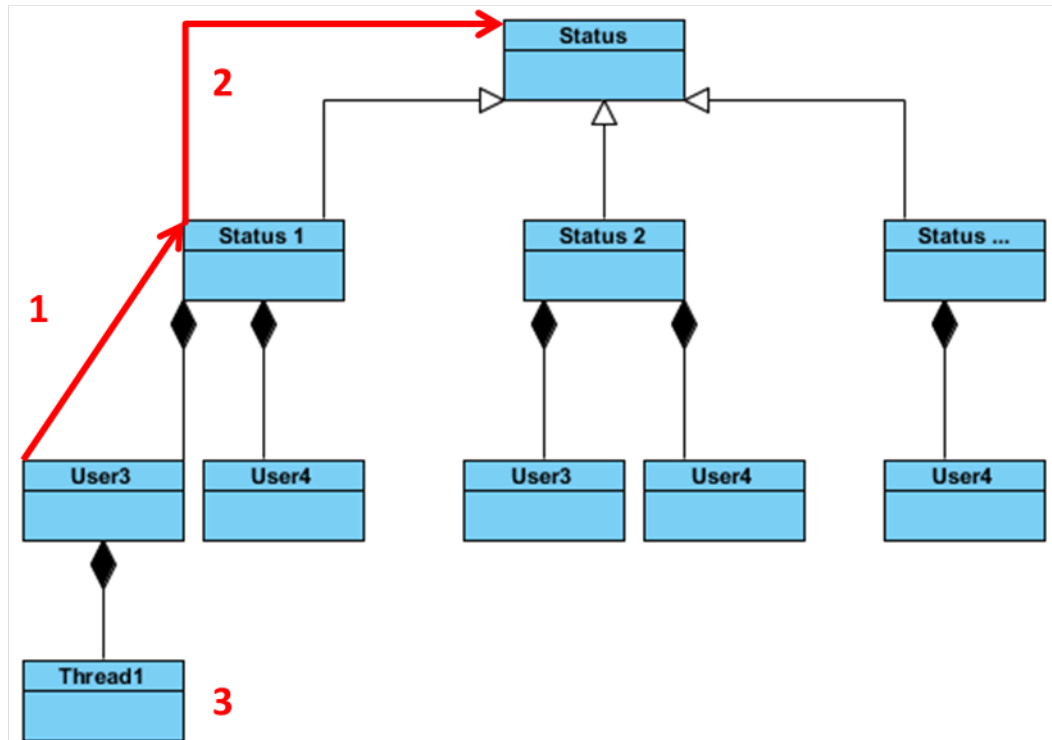 Status
2
Status 1
Status 2
Status ...
1
User3
User4
User3
User4
User4
Thread1
3